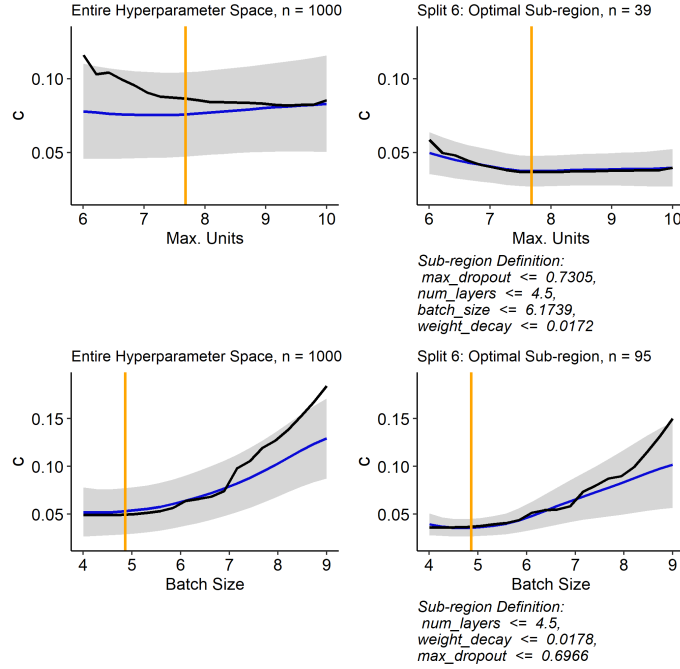 Entire Hyperparameter Space, n = 1000
0.10
0.05
c
6 7 8 9 10
Max. Units
Split 6: Optimal Sub-region, n = 39
0.10
0.05
c
6 7 8 9 10
Max. Units
Sub-region Definition:
max_dropout <= 0.7305,
num_layers <= 4.5,
batch_size <= 6.1739,
weight_decay <= 0.0172
Entire Hyperparameter Space, n = 1000
0.15
0.10
0.05
c
4 5 6 7 8 9
Batch Size
Split 6: Optimal Sub-region, n = 95
0.15
0.10
0.05
c
4 5 6 7 8 9
Batch Size
Sub-region Definition:
num_layers <= 4.5,
weight_decay <= 0.0178,
max_dropout <= 0.6966